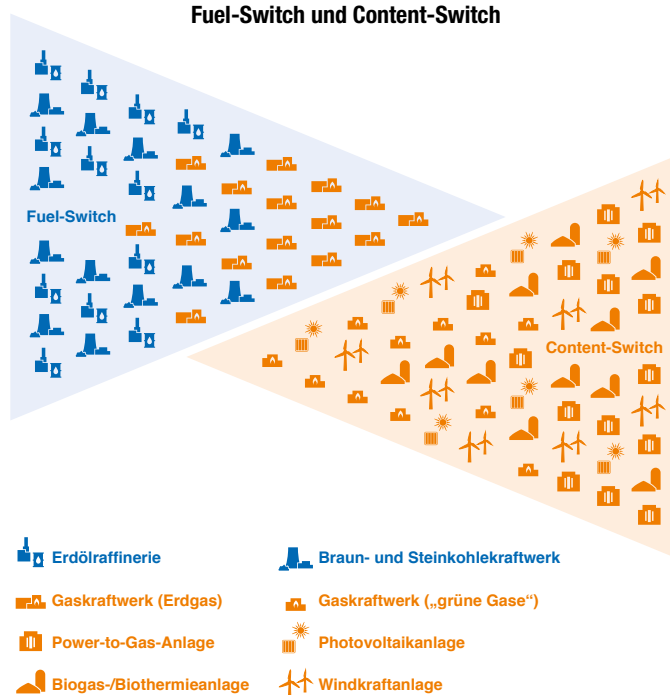 Fuel-Switch und Content-Switch
Fuel-Switch
Content-Switch
Erdölraffinerie
Braun- und Steinkohlekraftwerk
Gaskraftwerk (Erdgas)
Gaskraftwerk („grüne Gase“)
Power-to-Gas-Anlage
Photovoltaikanlage
Biogas-/Biothermieanlage
Windkraftanlage